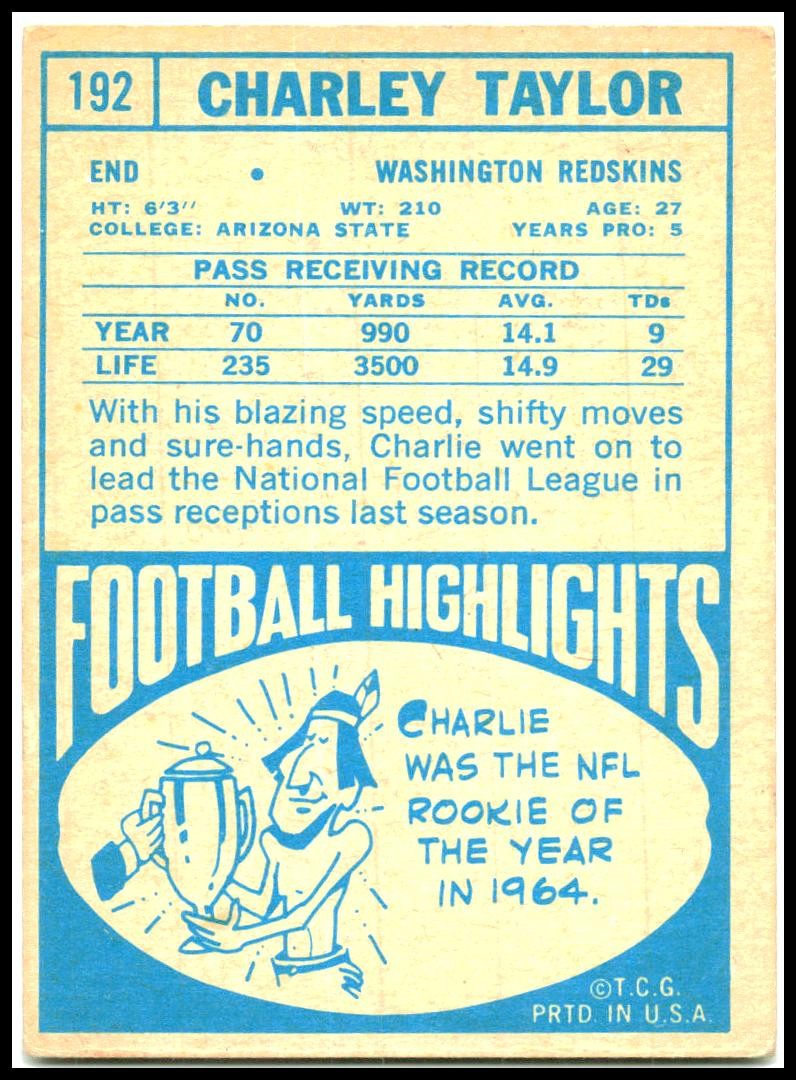 192 CHARLEY TAYLOR
END • WASHINGTON REDSKINS
HT: 6'3" WT: 210 AGE: 27
COLLEGE: ARIZONA STATE YEARS PRO: 5
PASS RECEIVING RECORD
NO. YARDS AVG. TDs
YEAR 70 990 14.1 9
LIFE 235 3500 14.9 29
With his blazing speed, shifty moves
and sure-hands, Charlie went on to
lead the National Football League in
pass receptions last season.
FOOTBALL HIGHLIGHTS
CHARLIE
WAS THE NFL
ROOKIE OF
THE YEAR
IN 1964.
©T.C.G.
PRTD. IN U.S.A.